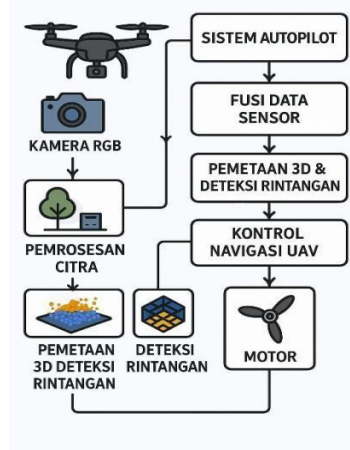 SISTEM AUTOPILOT
FUSI DATA
SENSOR
KAMERA RGB
PEMETAAN 3D &
DETEKSI RINTANGAN
PEMROSESAN
CITRA
KONTROL
NAVIGASI UAV
PEMETAAN
3D DETEKSI
RINTANGAN
DETEKSI
RINTANGAN
MOTOR